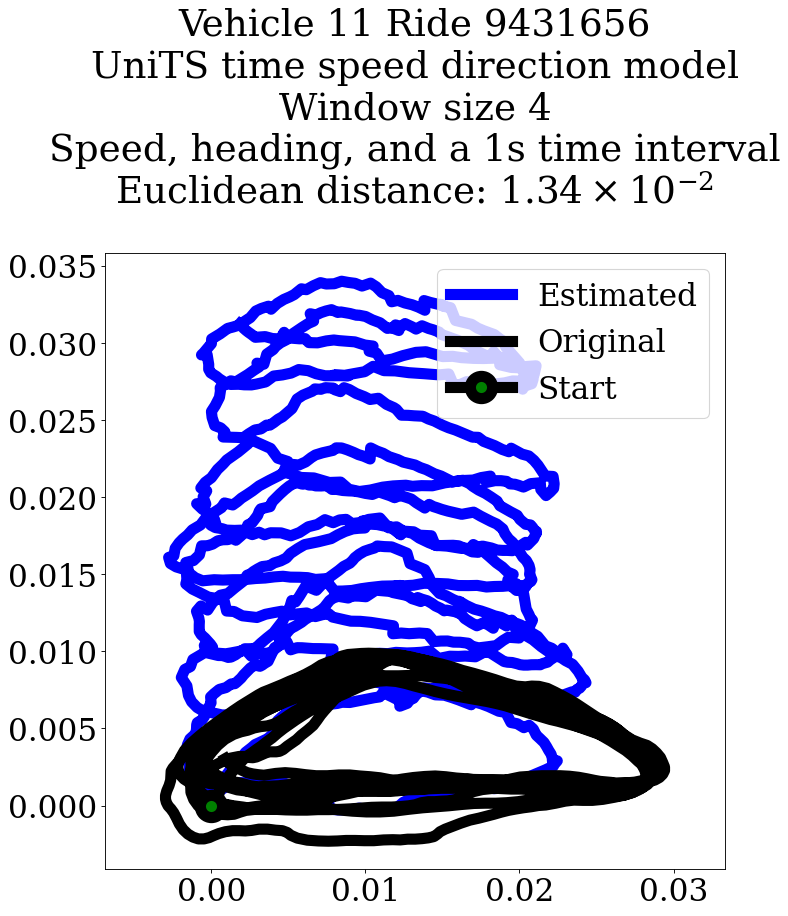 Vehicle 11 Ride 9431656
UniTS time speed direction model
Window size 4
Speed, heading, and a 1s time interval
Euclidean distance: 1.34 × 10⁻²
0.035
0.030
0.025
0.020
0.015
0.010
0.005
0.000
Estimated
Original
Start
0.00 0.01 0.02 0.03